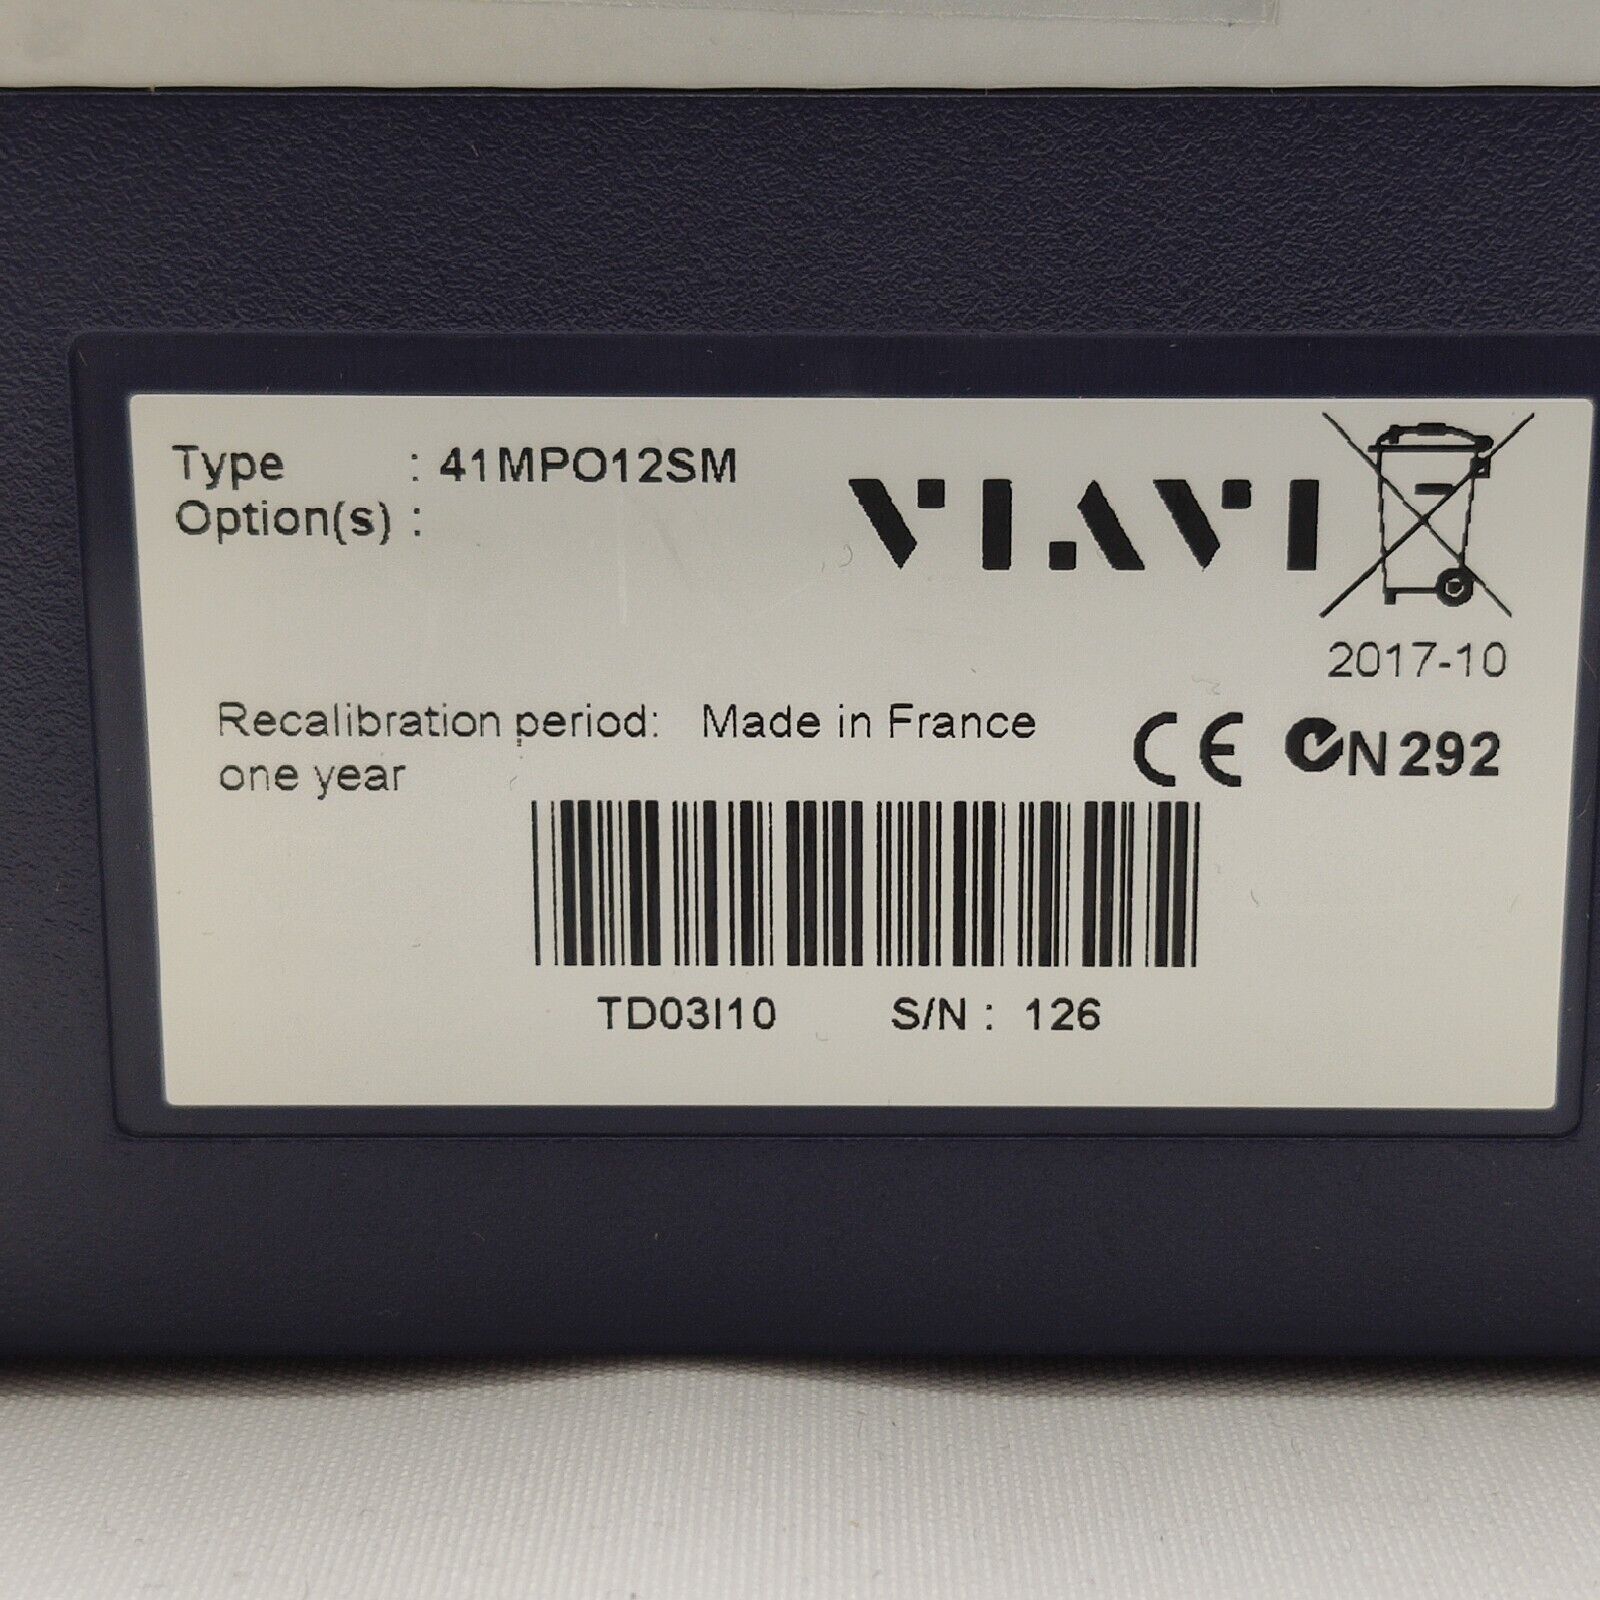 Type : 41MPO12SM
Option(s) :
VIAVI
2017-10
Recalibration period: Made in France
one year
CE N292
TD03I10 S/N : 126